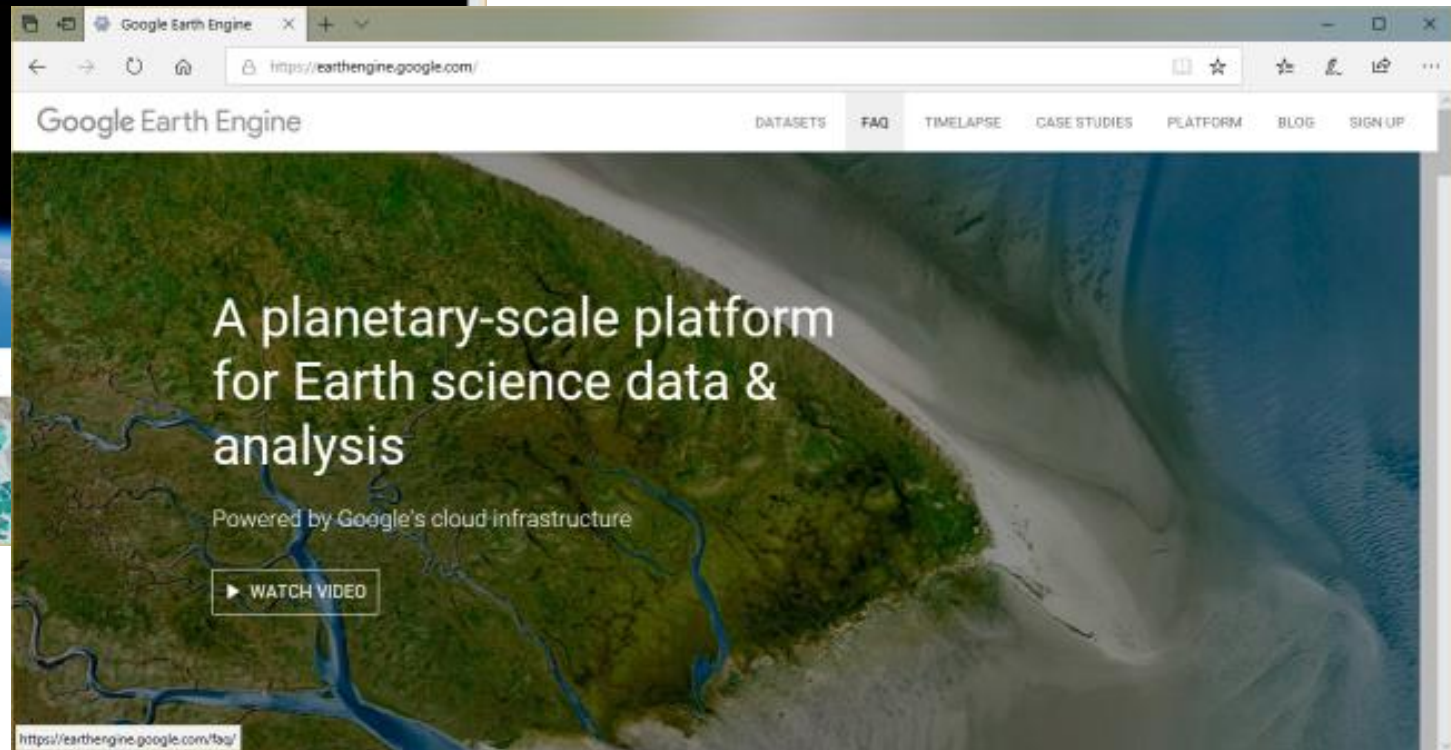 Google Earth Engine
https://earthengine.google.com/
Google Earth Engine
DATASETS FAQ TIMELAPSE CASE STUDIES PLATFORM BLOG SIGN UP
A planetary-scale platform
for Earth science data &
analysis
Powered by Google's cloud infrastructure
WATCH VIDEO
https://earthengine.google.com/faq/